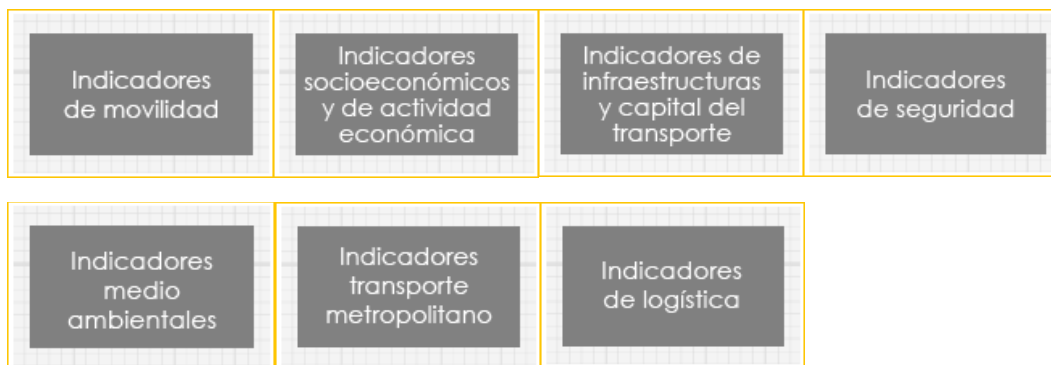 Indicadores
de movilidad
Indicadores
socioeconómicos
y de actividad
económica
Indicadores de
infraestructuras
y capital del
transporte
Indicadores
de seguridad
Indicadores
medio
ambientales
Indicadores
transporte
metropolitano
Indicadores
de logística